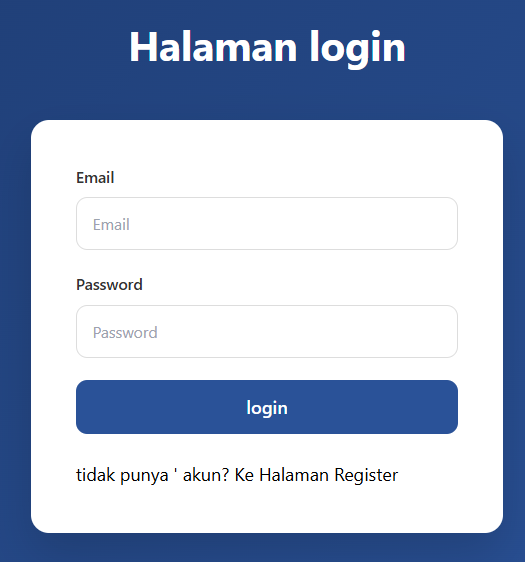 Halaman login
Email
Email
Password
Password
login
tidak punya ' akun? Ke Halaman Register